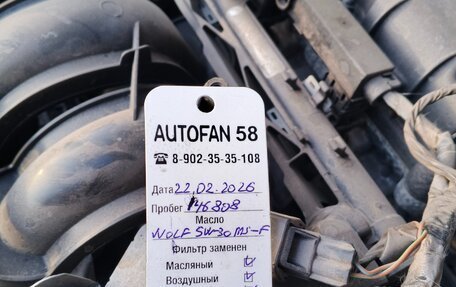 AUTOFAN 58
☎ 8-902-35-35-108
Дата 22.02.2026
Пробег 146808
Масло
WOLF 5W-30 MS-F
Фильтр заменен
Масляный ☑
Воздушный ☑